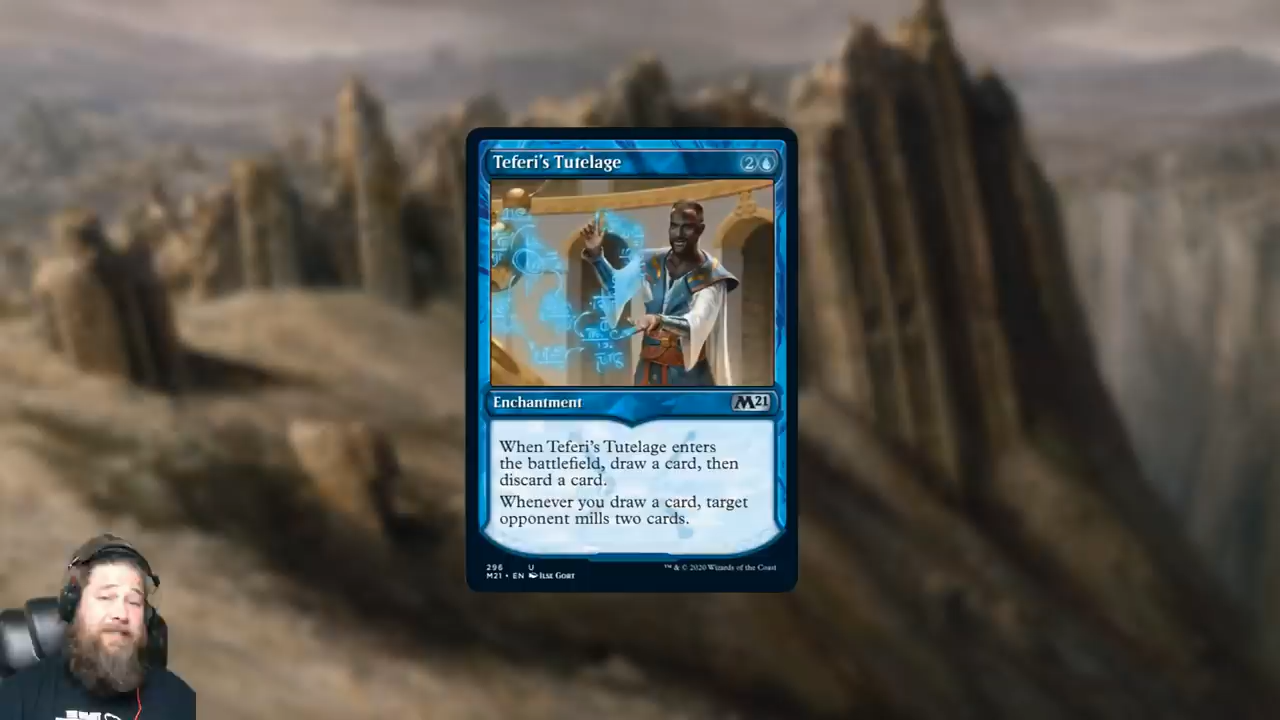 Teferi's Tutelage 2
Enchantment M21
When Teferi's Tutelage enters
the battlefield, draw a card, then
discard a card.
Whenever you draw a card, target
opponent mills two cards.
296 U
M21 • EN Ilse Gort
™ & © 2020 Wizards of the Coast